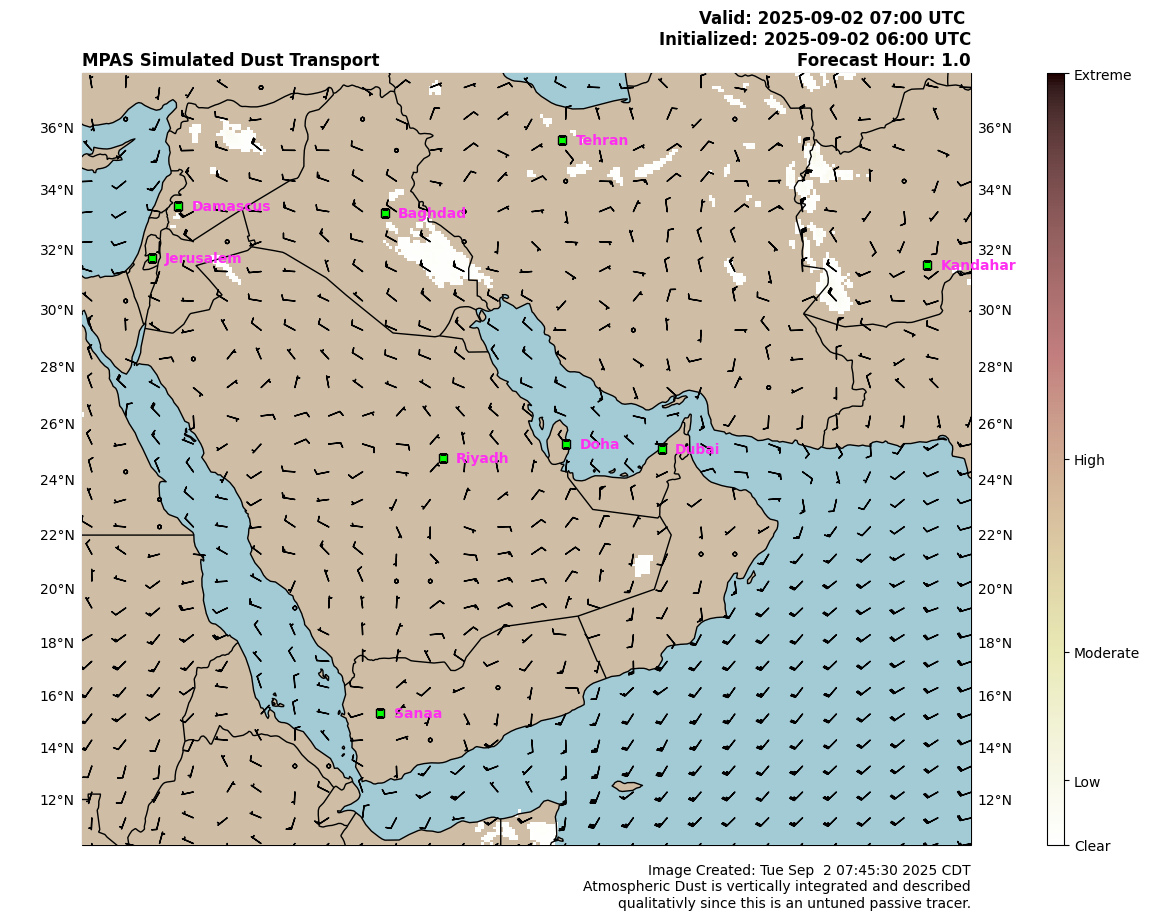 Valid: 2025-09-02 07:00 UTC
Initialized: 2025-09-02 06:00 UTC
MPAS Simulated Dust Transport Forecast Hour: 1.0
Extreme
36°N Tehran 36°N
34°N Damascus Baghdad 34°N
32°N Jerusalem 32°N Kandahar
30°N 30°N
28°N 28°N
26°N 26°N
Doha Dubai
Riyadh High
24°N 24°N
22°N 22°N
20°N 20°N
18°N 18°N
Moderate
16°N 16°N
Sanaa
14°N 14°N
Low
12°N 12°N
Clear
Image Created: Tue Sep 2 07:45:30 2025 CDT
Atmospheric Dust is vertically integrated and described
qualitativly since this is an untuned passive tracer.